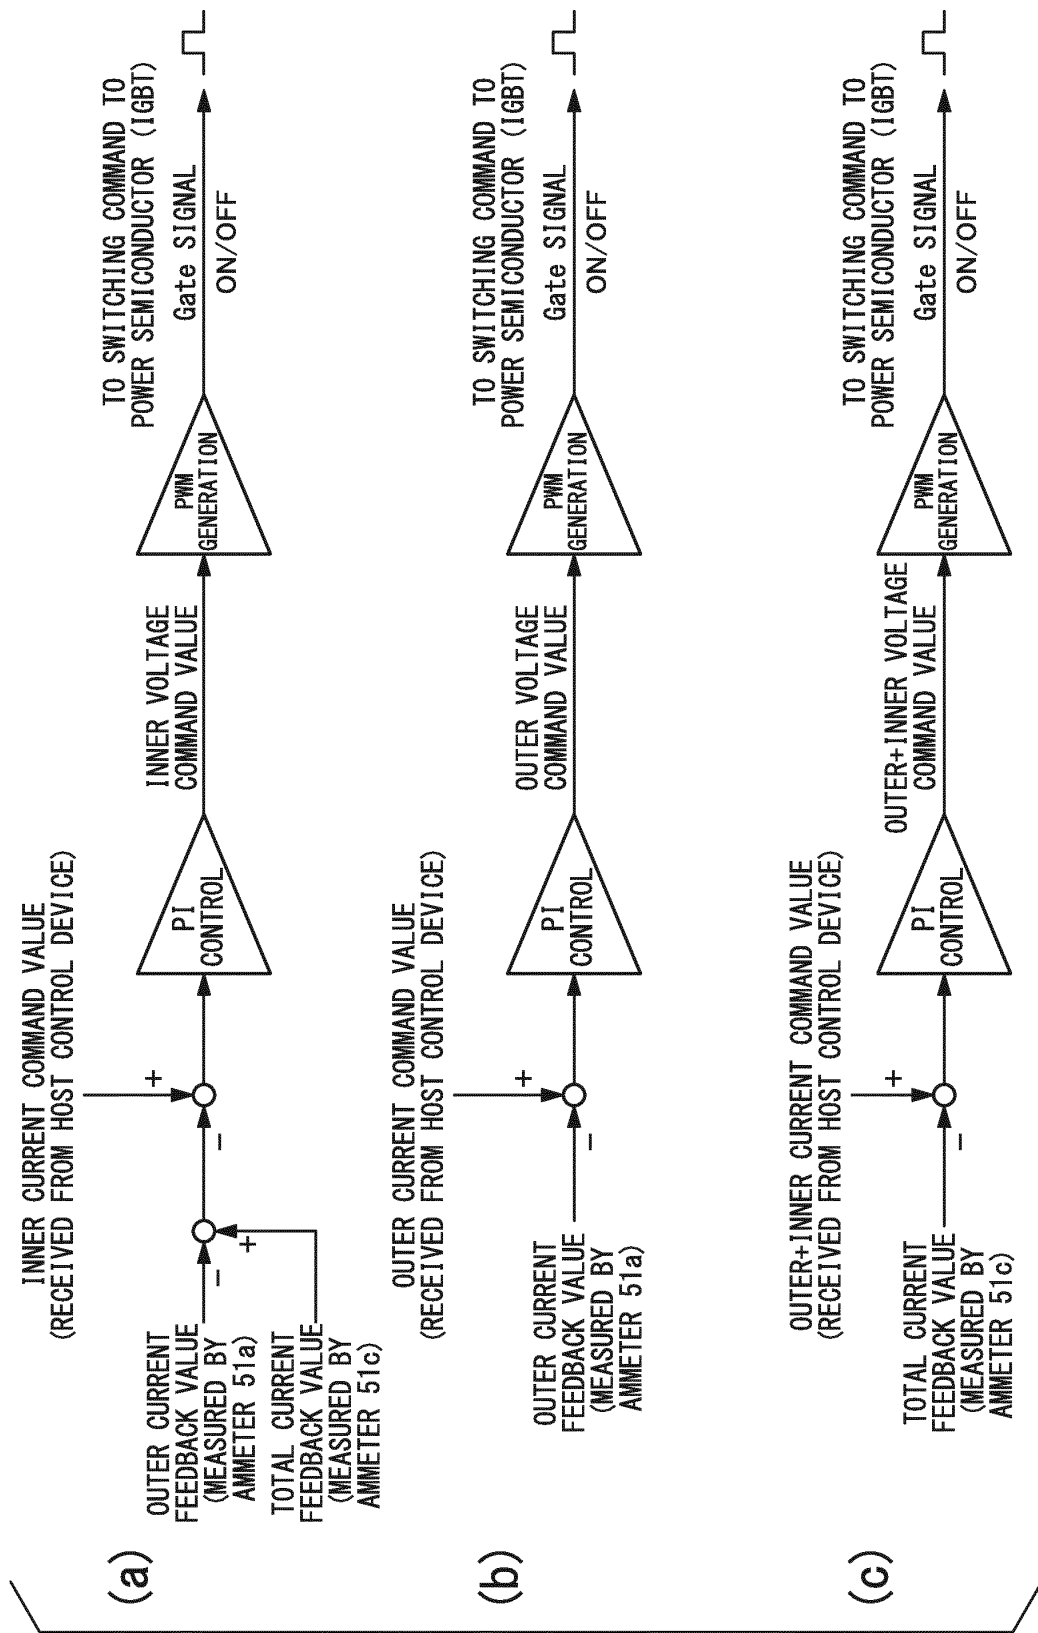 (a)
INNER CURRENT COMMAND VALUE
(RECEIVED FROM HOST CONTROL DEVICE)
OUTER CURRENT
FEEDBACK VALUE
(MEASURED BY
AMMETER 51a)
TOTAL CURRENT
FEEDBACK VALUE
(MEASURED BY
AMMETER 51c)
-
+
-
+
PI
CONTROL
INNER VOLTAGE
COMMAND VALUE
PWM
GENERATION
TO SWITCHING COMMAND TO
POWER SEMICONDUCTOR (IGBT)
Gate SIGNAL
ON/OFF
(b)
OUTER CURRENT COMMAND VALUE
(RECEIVED FROM HOST CONTROL DEVICE)
OUTER CURRENT
FEEDBACK VALUE
(MEASURED BY
AMMETER 51a)
-
+
PI
CONTROL
OUTER VOLTAGE
COMMAND VALUE
PWM
GENERATION
TO SWITCHING COMMAND TO
POWER SEMICONDUCTOR (IGBT)
Gate SIGNAL
ON/OFF
(c)
OUTER+INNER CURRENT COMMAND VALUE
(RECEIVED FROM HOST CONTROL DEVICE)
TOTAL CURRENT
FEEDBACK VALUE
(MEASURED BY
AMMETER 51c)
-
+
PI
CONTROL
OUTER+INNER VOLTAGE
COMMAND VALUE
PWM
GENERATION
TO SWITCHING COMMAND TO
POWER SEMICONDUCTOR (IGBT)
Gate SIGNAL
ON/OFF